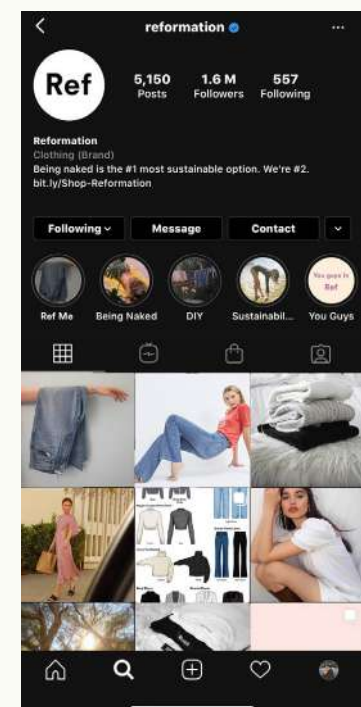 reformation
Ref
5,150 1.6 M 557
Posts Followers Following
Reformation
Clothing (Brand)
Being naked is the #1 most sustainable option. We're #2.
bit.ly/Shop-Reformation
Following Message Contact
You guys in
Ref
Ref Me Being Naked DIY Sustainabil... You Guys